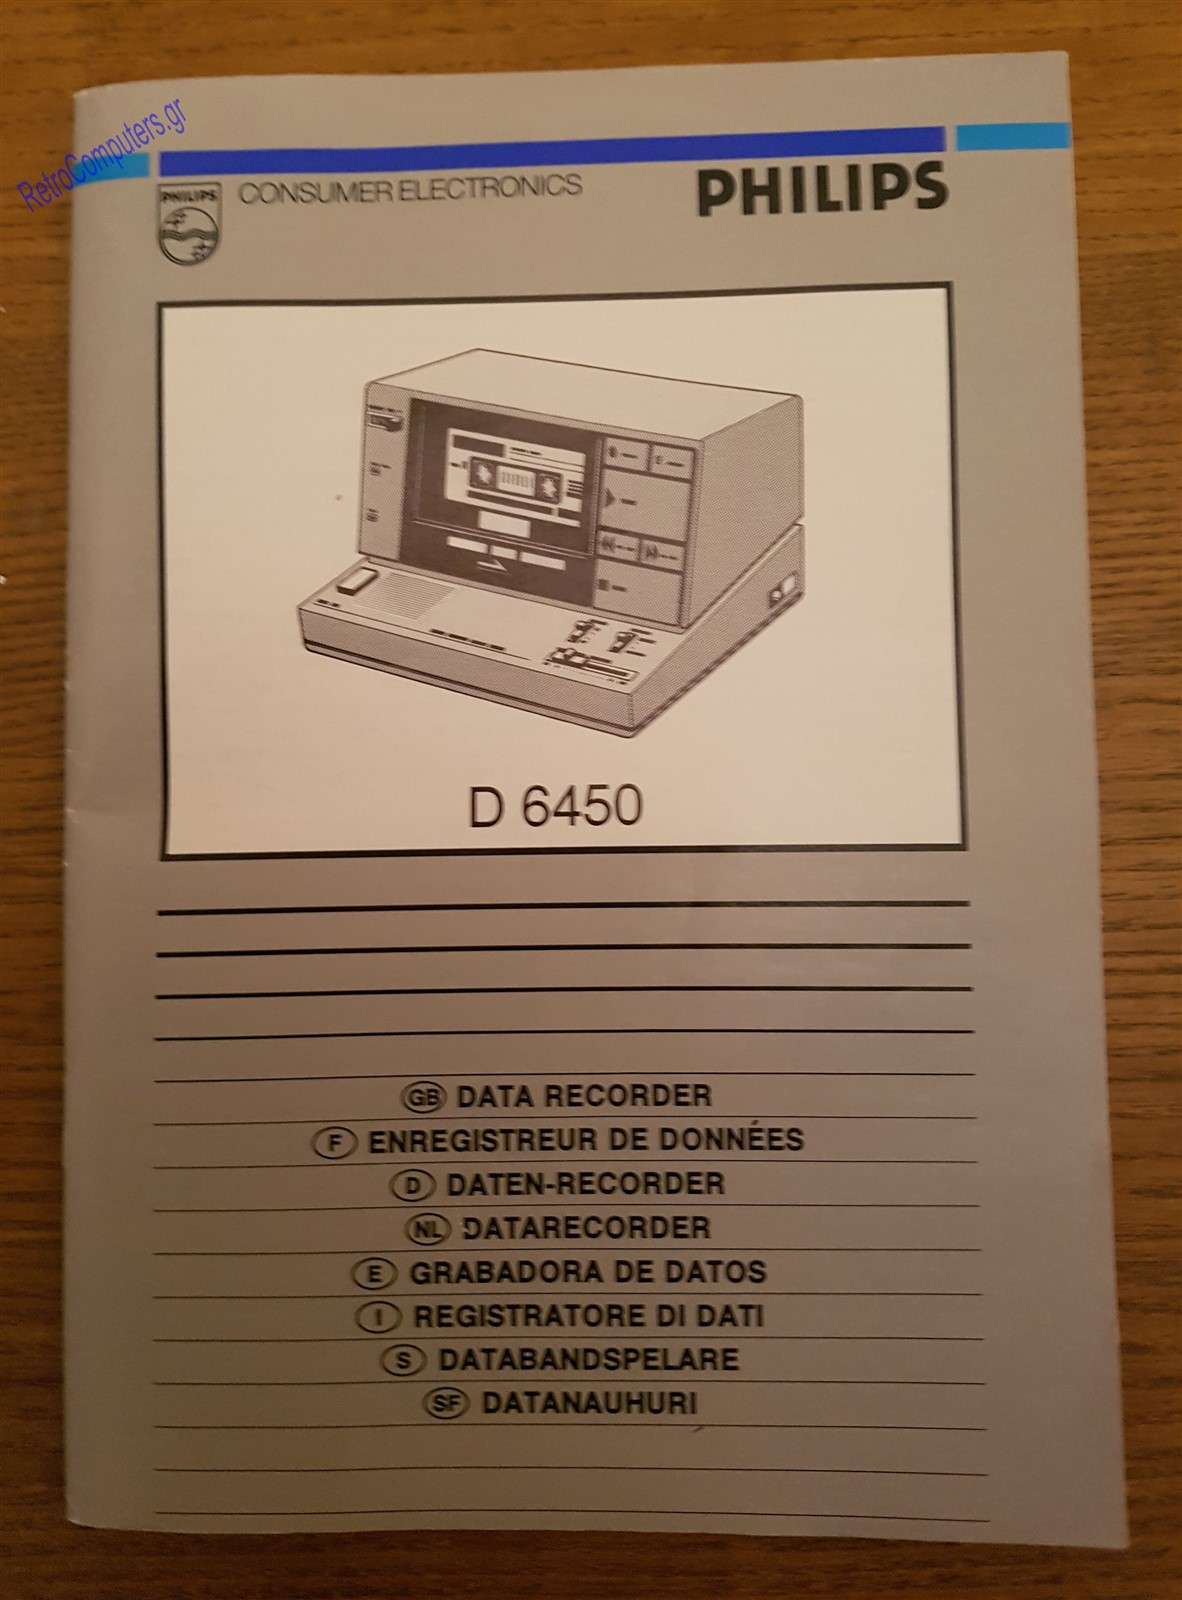 RetroComputers.gr
PHILIPS
CONSUMER ELECTRONICS
PHILIPS
D 6450
GB DATA RECORDER
F ENREGISTREUR DE DONNÉES
D DATEN-RECORDER
NL DATARECORDER
E GRABADORA DE DATOS
I REGISTRATORE DI DATI
S DATABANDSPELARE
SF DATANAUHURI